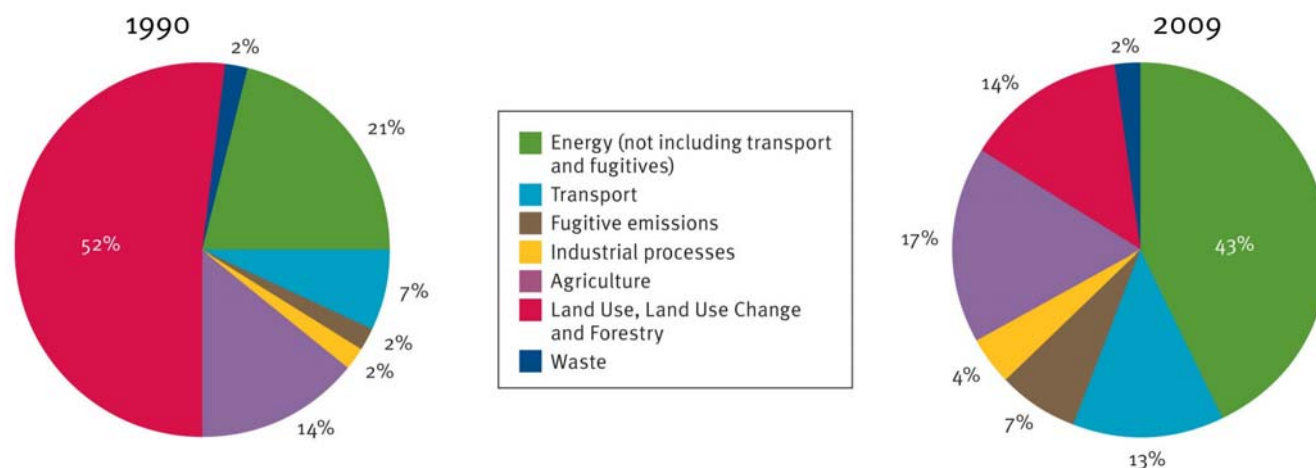 1990
2%
21%
52%
7%
2%
2%
14%
Energy (not including transport
and fugitives)
Transport
Fugitive emissions
Industrial processes
Agriculture
Land Use, Land Use Change
and Forestry
Waste
2009
2%
14%
17%
43%
4%
7%
13%